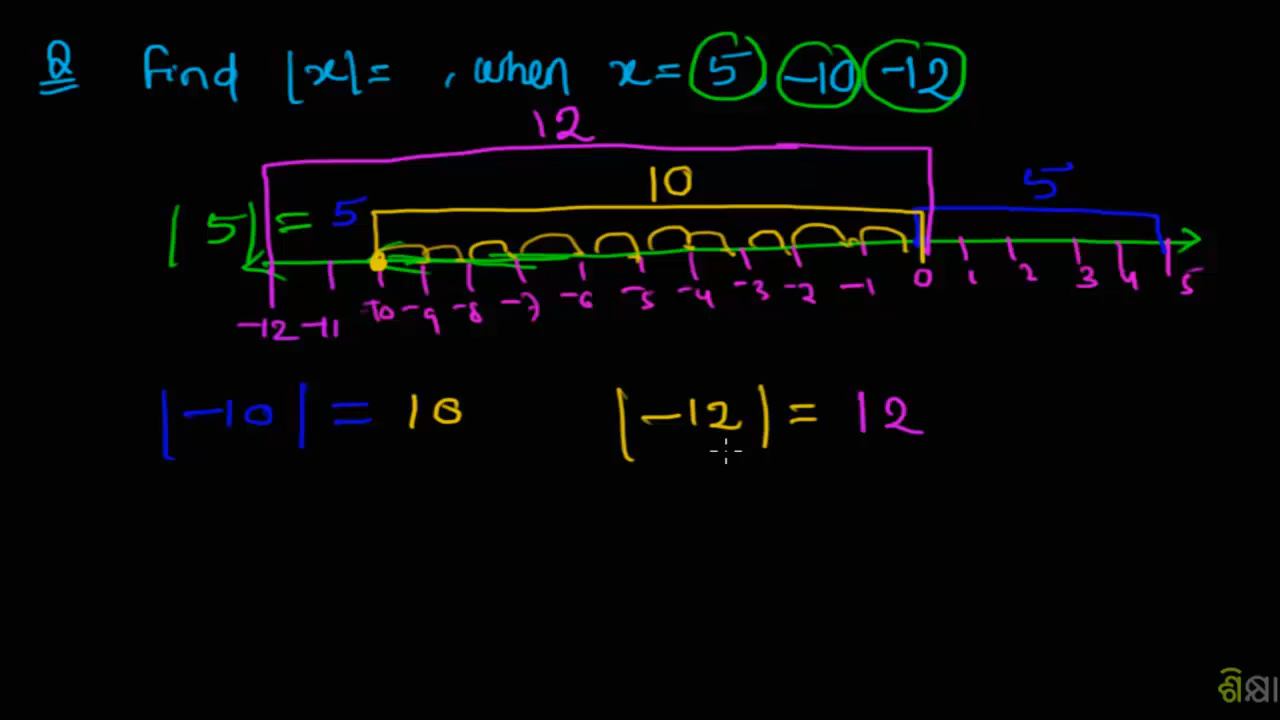 Q Find |x|= , when x = 5, -10 -12
12
10
5
|5| = 5
-12 -11 -10 -9 -8 -7 -6 -5 -4 -3 -2 -1 0 1 2 3 4 5
|-10| = 10 |-12| = 12
ଶିକ୍ଷା